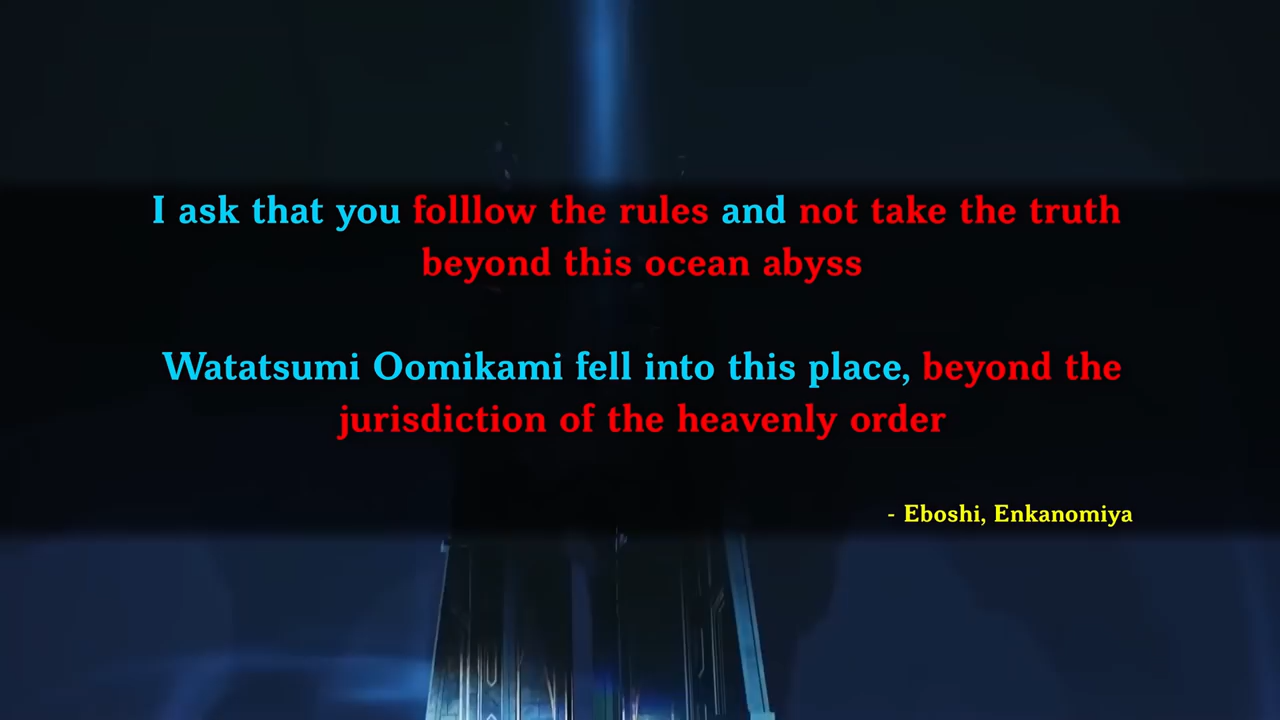 I ask that you folllow the rules and not take the truth
beyond this ocean abyss
Watatsumi Oomikami fell into this place, beyond the
jurisdiction of the heavenly order
- Eboshi, Enkanomiya